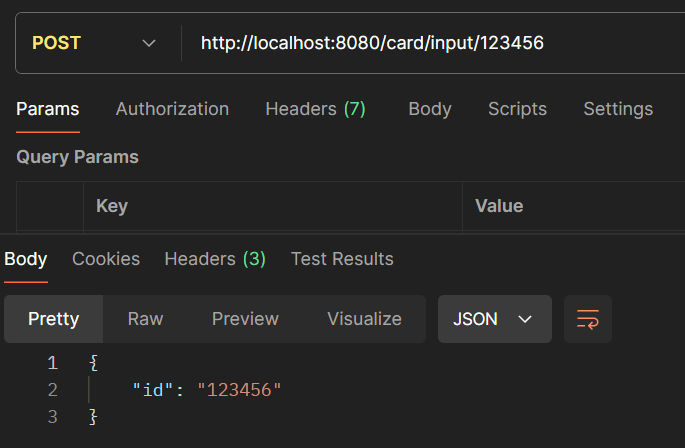 POST http://localhost:8080/card/input/123456
Params Authorization Headers (7) Body Scripts Settings
Query Params
Key Value
Body Cookies Headers (3) Test Results
Pretty Raw Preview Visualize JSON
1 {
2 "id": "123456"
3 }